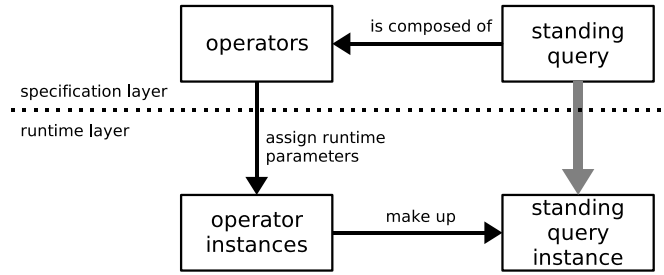 operators
is composed of
standing
query
specification layer
runtime layer
assign runtime
parameters
operator
instances
make up
standing
query
instance